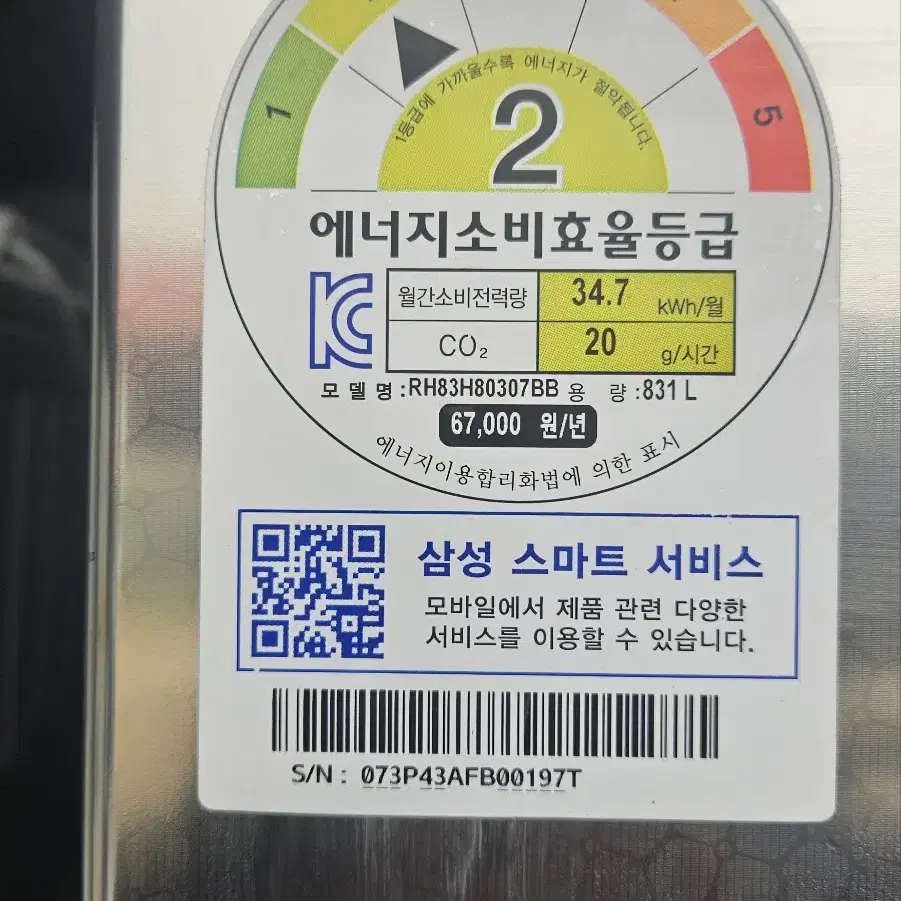 1
5
1등급에 가까울수록 에너지가 절약됩니다.
2
에너지소비효율등급
월간소비전력량 34.7 kWh/월
CO₂ 20 g/시간
모 델 명 :RH83H80307BB 용 량 :831 L
67,000 원/년
에너지이용합리화법에 의한 표시
삼성 스마트 서비스
모바일에서 제품 관련 다양한
서비스를 이용할 수 있습니다.
S/N : 073P43AFB00197T